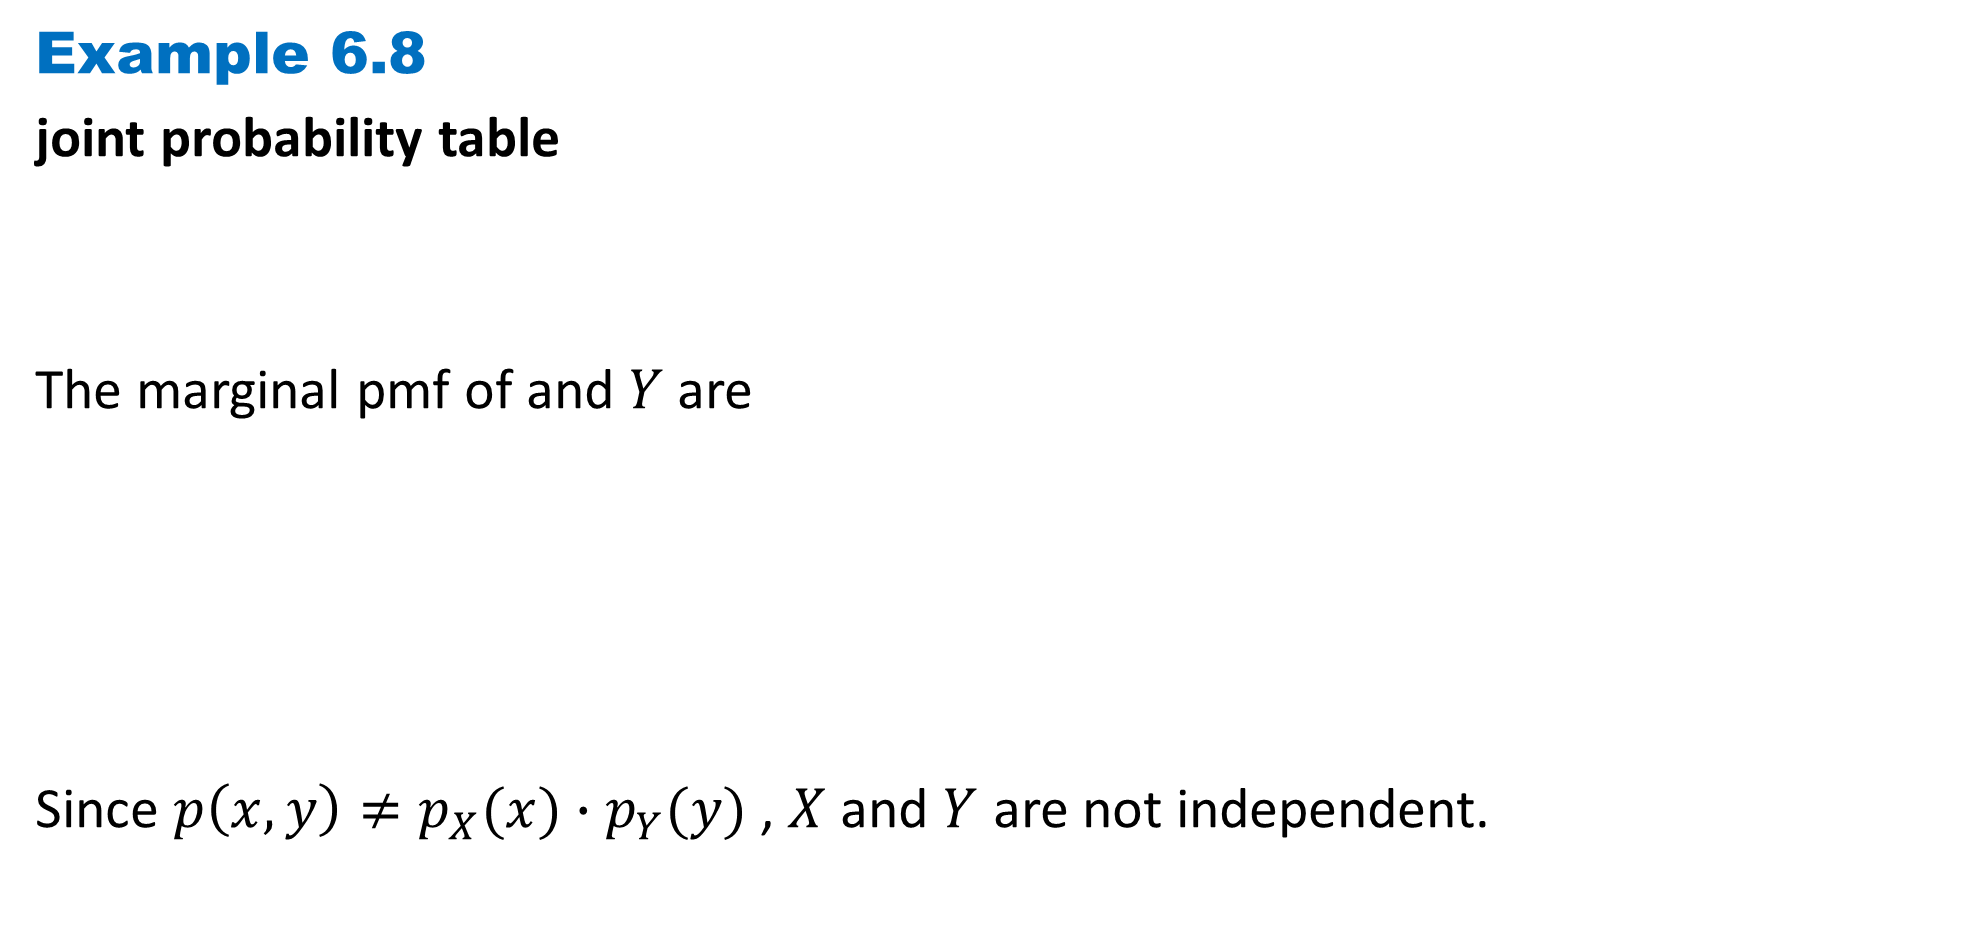 Example 6.8
joint probability table
The marginal pmf of and Y are
Since p(x, y) ≠ p_X(x) · p_Y(y) , X and Y are not independent.